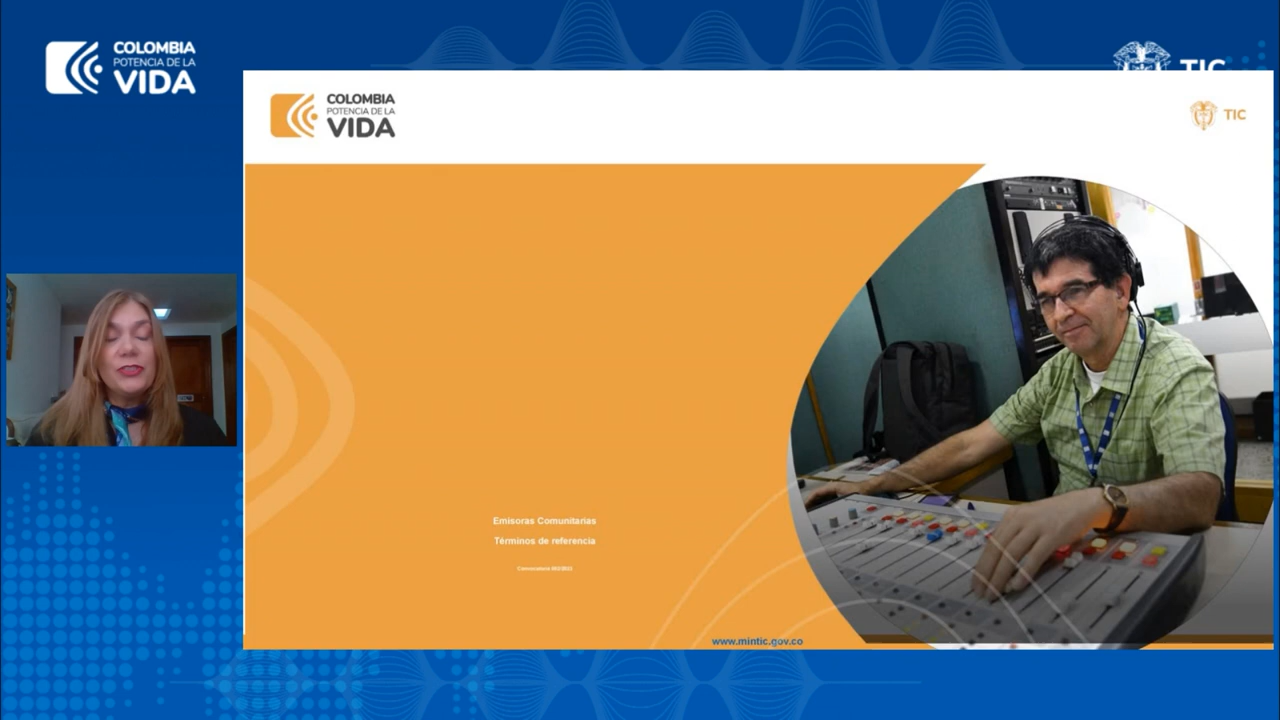 COLOMBIA
POTENCIA DE LA
VIDA
TIC
COLOMBIA
POTENCIA DE LA
VIDA
TIC
Emisoras Comunitarias
Términos de referencia
Convocatoria
www.mintic.gov.co